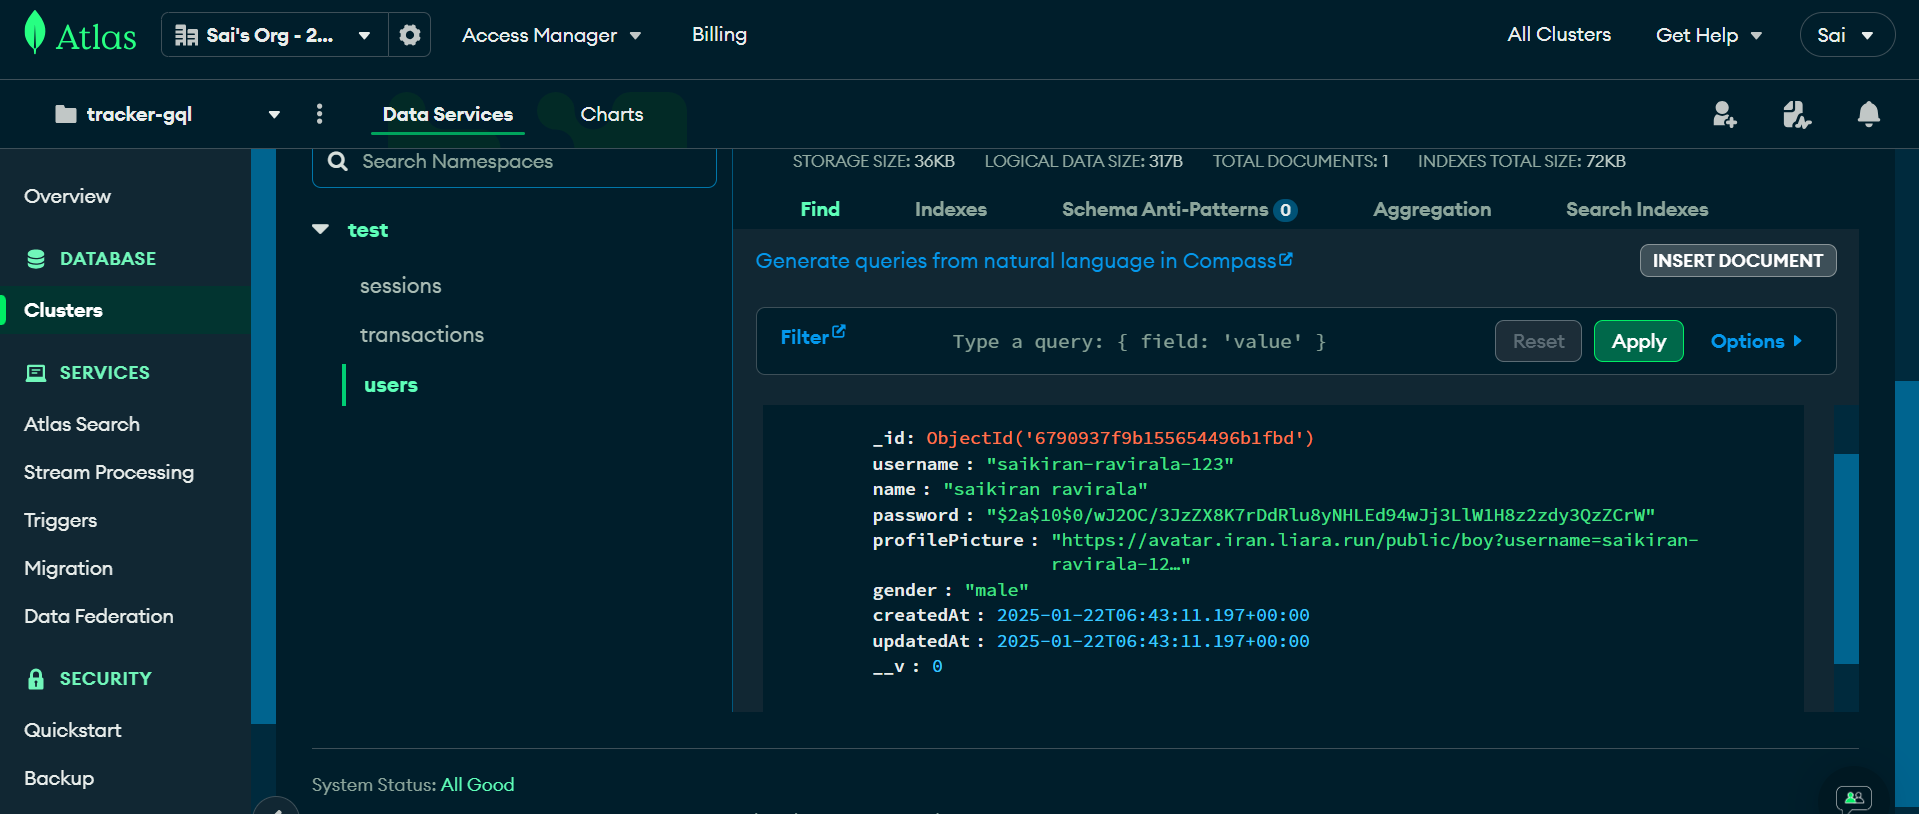 Atlas
Sai's Org - 2...
Access Manager
Billing
All Clusters
Get Help
Sai
tracker-gql
Data Services
Charts
Overview
DATABASE
Clusters
SERVICES
Atlas Search
Stream Processing
Triggers
Migration
Data Federation
SECURITY
Quickstart
Backup
Search Namespaces
test
sessions
transactions
users
STORAGE SIZE: 36KB LOGICAL DATA SIZE: 317B TOTAL DOCUMENTS: 1 INDEXES TOTAL SIZE: 72KB
Find Indexes Schema Anti-Patterns 0 Aggregation Search Indexes
Generate queries from natural language in Compass
INSERT DOCUMENT
Filter
Type a query: { field: 'value' }
Reset
Apply
Options
_id: ObjectId('6790937f9b155654496b1fbd')
username : "saikiran-ravirala-123"
name : "saikiran ravirala"
password : "$2a$10$0/wJ2OC/3JzZX8K7rDdRlu8yNHLEd94wJj3LlW1H8z2zdy3QzZCrW"
profilePicture : "https://avatar.iran.liara.run/public/boy?username=saikiran-
ravirala-12…"
gender : "male"
createdAt : 2025-01-22T06:43:11.197+00:00
updatedAt : 2025-01-22T06:43:11.197+00:00
__v : 0
System Status: All Good